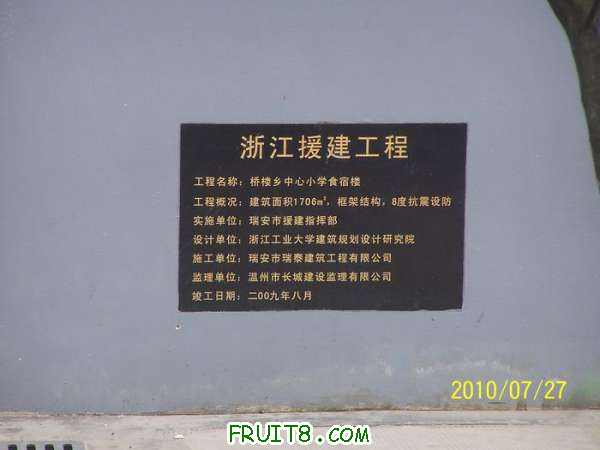 浙江援建工程
工程名称：桥楼乡中心小学食宿楼
工程概况：建筑面积1706m²，框架结构，8度抗震设防
实施单位：瑞安市援建指挥部
设计单位：浙江工业大学建筑规划设计研究院
施工单位：瑞安市瑞泰建筑工程有限公司
监理单位：温州市长城建设监理有限公司
竣工日期：二00九年八月
2010/07/27
FRUIT8.COM